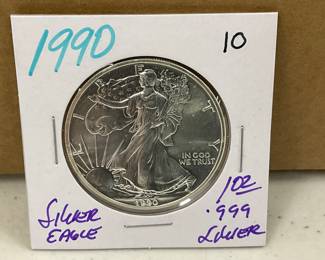 1990
10
LIBERTY
IN GOD
WE TRUST
1990
Silver
EAGLE
1oz
.999
Silver